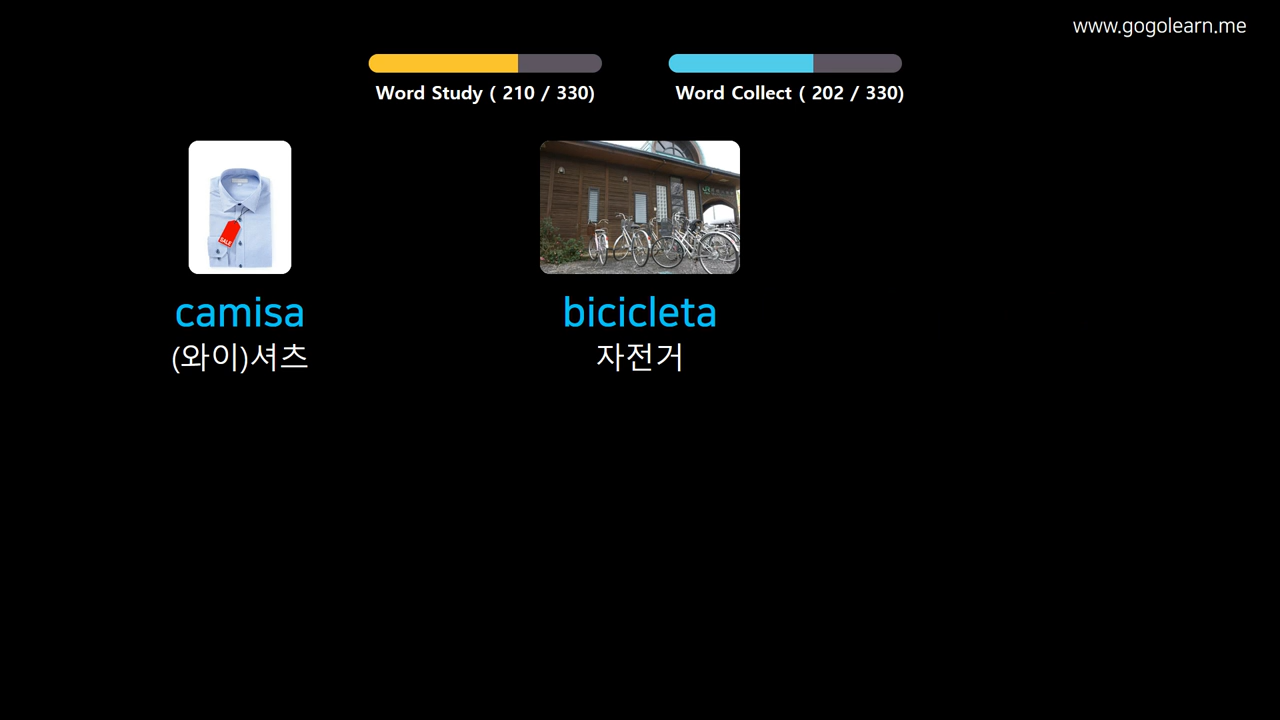 www.gogolearn.me
Word Study ( 210 / 330)
Word Collect ( 202 / 330)
SALE
camisa
(와이)셔츠
bicicleta
자전거